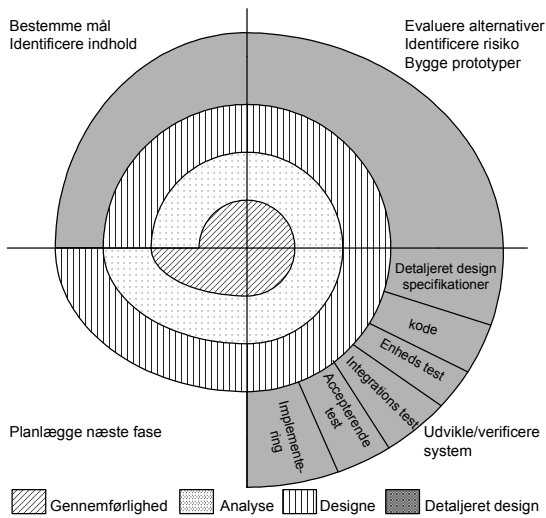 Bestemme mål
Identificere indhold
Evaluere alternativer
Identificere risiko
Bygge prototyper
Detaljeret design
specifikationer
kode
Enheds test
Integrations test
Accepterende
test
Implemente-
ring
Planlægge næste fase
Udvikle/verificere
system
Gennemførlighed
Analyse
Designe
Detaljeret design